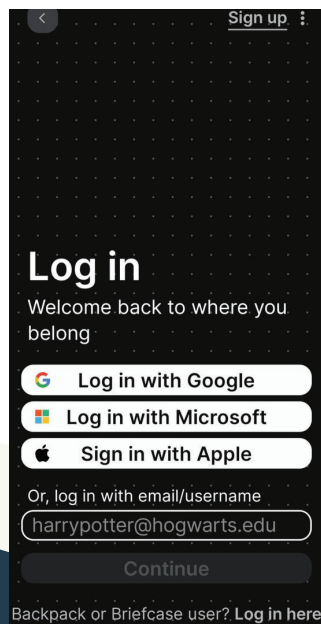 Sign up
Log in
Welcome back to where you
belong
Log in with Google
Log in with Microsoft
Sign in with Apple
Or, log in with email/username
harrypotter@hogwarts.edu
Continue
Backpack or Briefcase user? Log in here